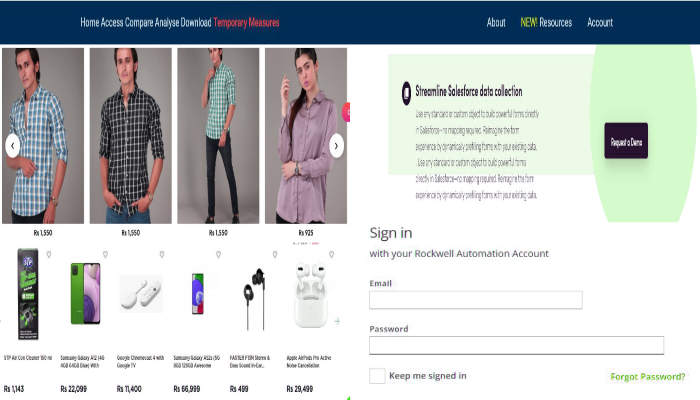 Home Access Compare Analyse Download Temporary Measures
About NEW! Resources Account
Rs 1,550
Rs 1,550
Rs 1,550
Rs 925
STP Air Con Cleaner 150 ml
Rs 1,143
Samsung Galaxy A12 (4G
4GB 64GB Blue) With
Rs 22,099
Google Chromecast 4 with
Google TV
Rs 11,400
Samsung Galaxy A52s (5G
8GB 128GB Awesome
Rs 66,999
FASTER F10N Stereo &
Bass Sound In-Ear...
Rs 499
Apple AirPods Pro Active
Noise Cancellation
Rs 29,499
Streamline Salesforce data collection
Use any standard or custom object to build powerful forms directly
in Salesforce—no mapping required. Reimagine the form
experience by dynamically prefilling forms with your existing data.
. Use any standard or custom object to build powerful forms
directly in Salesforce—no mapping required. Reimagine the form
experience by dynamically prefilling forms with your existing data.
Request a Demo
Sign in
with your Rockwell Automation Account
Email
Password
Keep me signed in
Forgot Password?